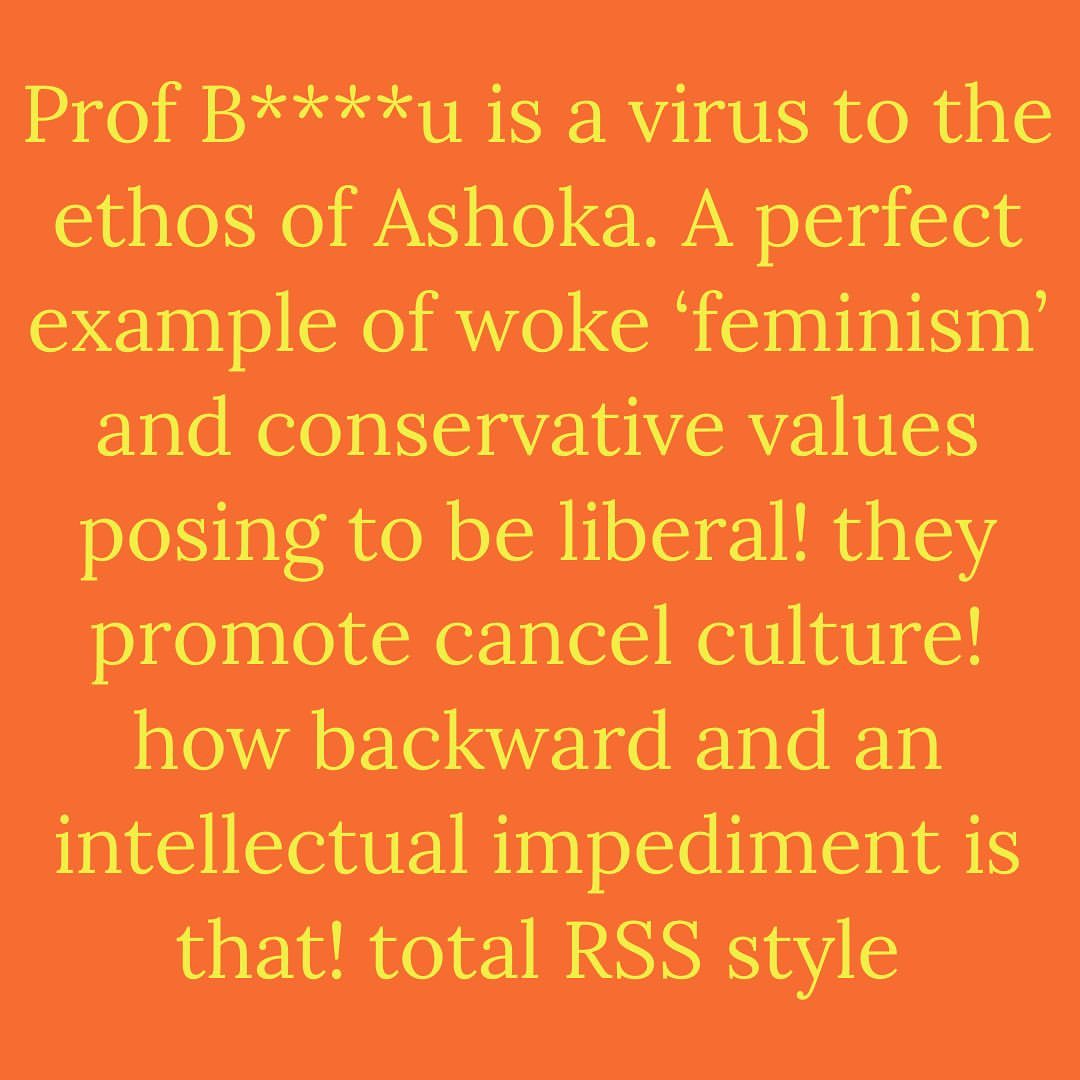 Prof B****u is a virus to the
ethos of Ashoka. A perfect
example of woke ‘feminism’
and conservative values
posing to be liberal! they
promote cancel culture!
how backward and an
intellectual impediment is
that! total RSS style